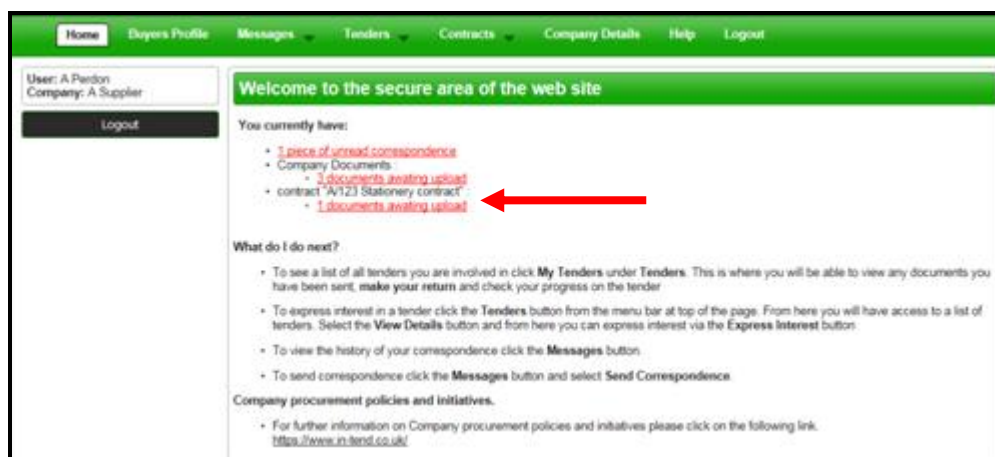 Home Buyers Profile Messages Tenders Contracts Company Details Help Logout
User: A Perdon
Company: A Supplier
Logout
Welcome to the secure area of the web site
You currently have:
1 piece of unread correspondence
Company Documents
3 documents awating upload
contract "A/123 Stationery contract"
1 documents awating upload
What do I do next?
To see a list of all tenders you are involved in click My Tenders under Tenders. This is where you will be able to view any documents you
have been sent, make your return and check your progress on the tender
To express interest in a tender click the Tenders button from the menu bar at top of the page. From here you will have access to a list of
tenders. Select the View Details button and from here you can express interest via the Express Interest button
To view the history of your correspondence click the Messages button
To send correspondence click the Messages button and select Send Correspondence
Company procurement policies and initiatives.
For further information on Company procurement policies and initiatives please click on the following link.
https://www.in-tend.co.uk/